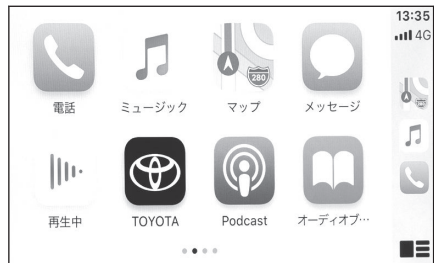 13:35
4G
280
電話
ミュージック
マップ
メッセージ
再生中
TOYOTA
Podcast
オーディオブ…